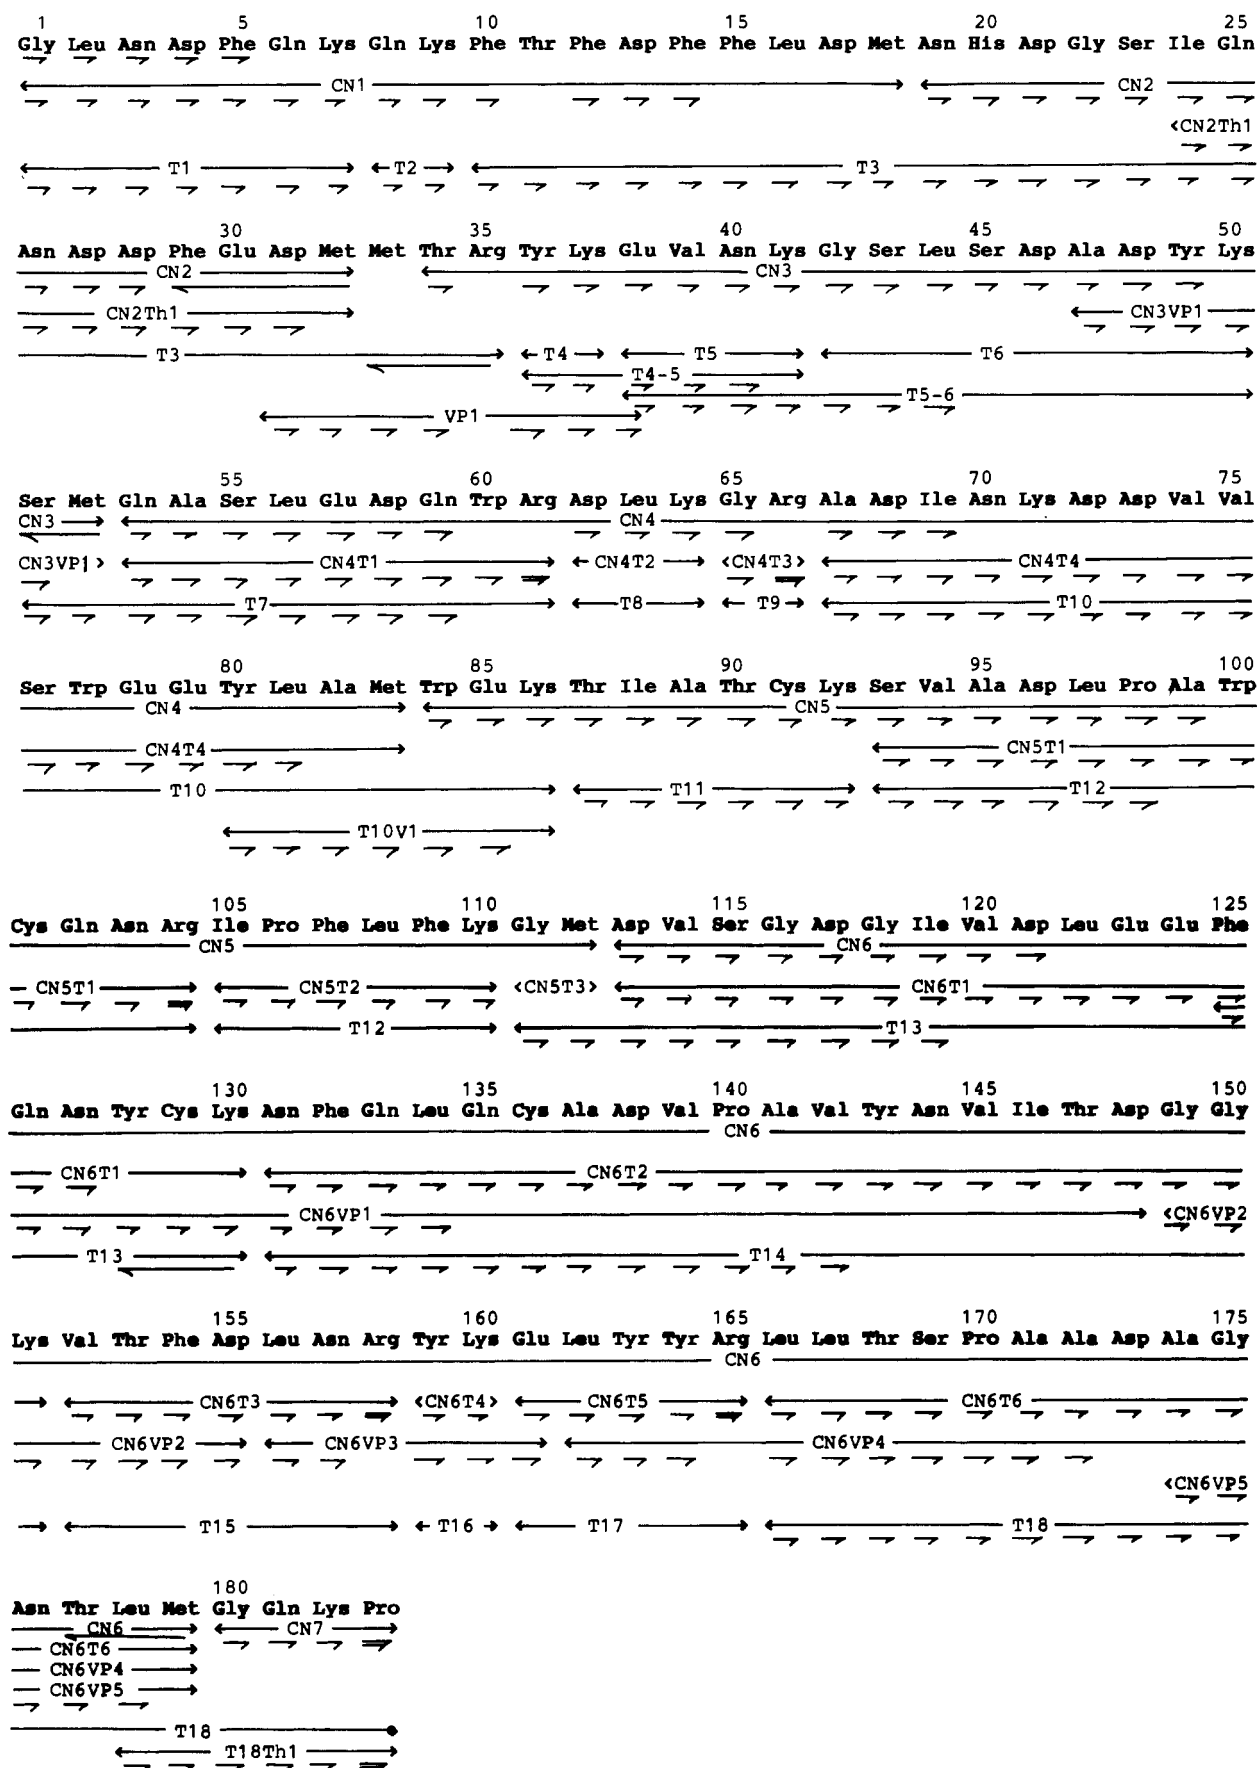 1 5 10 15 20 25
Gly Leu Asn Asp Phe Gln Lys Gln Lys Phe Thr Phe Asp Phe Phe Leu Asp Met Asn His Asp Gly Ser Ile Gln
CN1 CN2
<CN2Th1
T1 T2 T3
30 35 40 45 50
Asn Asp Asp Phe Glu Asp Met Met Thr Arg Tyr Lys Glu Val Asn Lys Gly Ser Leu Ser Asp Ala Asp Tyr Lys
CN2 CN3
CN2Th1 CN3VP1
T3 T4 T5 T6
T4-5
T5-6
VP1
55 60 65 70 75
Ser Met Gln Ala Ser Leu Glu Asp Gln Trp Arg Asp Leu Lys Gly Arg Ala Asp Ile Asn Lys Asp Asp Val Val
CN3 CN4
CN3VP1> CN4T1 CN4T2 <CN4T3> CN4T4
T7 T8 T9 T10
80 85 90 95 100
Ser Trp Glu Glu Tyr Leu Ala Met Trp Glu Lys Thr Ile Ala Thr Cys Lys Ser Val Ala Asp Leu Pro Ala Trp
CN4 CN5
CN4T4 CN5T1
T10 T11 T12
T10V1
105 110 115 120 125
Cys Gln Asn Arg Ile Pro Phe Leu Phe Lys Gly Met Asp Val Ser Gly Asp Gly Ile Val Asp Leu Glu Glu Phe
CN5 CN6
CN5T1 CN5T2 <CN5T3> CN6T1
T12 T13
130 135 140 145 150
Gln Asn Tyr Cys Lys Asn Phe Gln Leu Gln Cys Ala Asp Val Pro Ala Val Tyr Asn Val Ile Thr Asp Gly Gly
CN6
CN6T1 CN6T2
CN6VP1 <CN6VP2
T13 T14
155 160 165 170 175
Lys Val Thr Phe Asp Leu Asn Arg Tyr Lys Glu Leu Tyr Tyr Arg Leu Leu Thr Ser Pro Ala Ala Asp Ala Gly
CN6
CN6T3 <CN6T4> CN6T5 CN6T6
CN6VP2 CN6VP3 CN6VP4
<CN6VP5
T15 T16 T17 T18
180
Asn Thr Leu Met Gly Gln Lys Pro
CN6 CN7
CN6T6
CN6VP4
CN6VP5
T18
T18Th1